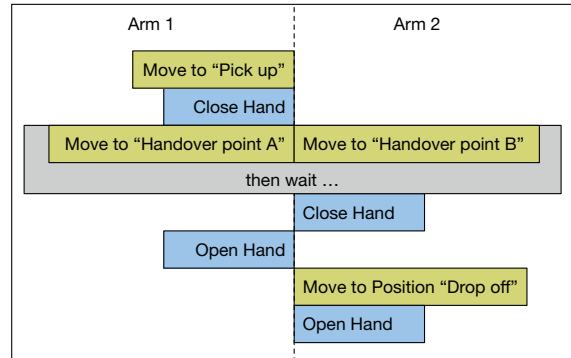 Arm 1
Arm 2
Move to “Pick up”
Close Hand
Move to “Handover point A”
Move to “Handover point B”
then wait …
Close Hand
Open Hand
Move to Position “Drop off”
Open Hand